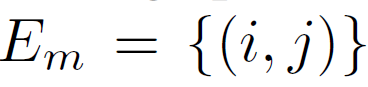 E_m = {(i, j)}